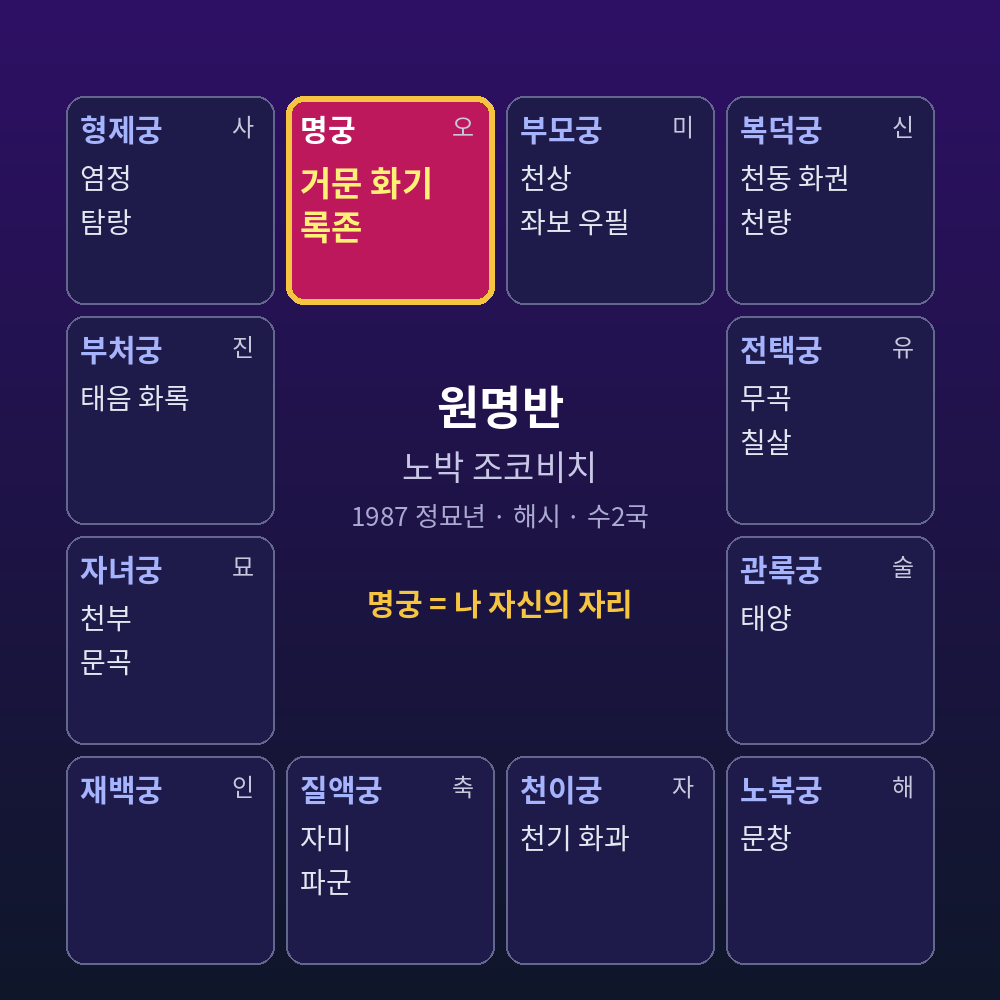 형제궁 사
염정
탐랑
명궁 오
거문 화기
록존
부모궁 미
천상
좌보 우필
복덕궁 신
천동 화권
천량
부처궁 진
태음 화록
원명반
노박 조코비치
1987 정묘년 · 해시 · 수2국
명궁 = 나 자신의 자리
전택궁 유
무곡
칠살
자녀궁 묘
천부
문곡
관록궁 술
태양
재백궁 인
질액궁 축
자미
파군
천이궁 자
천기 화과
노복궁 해
문창